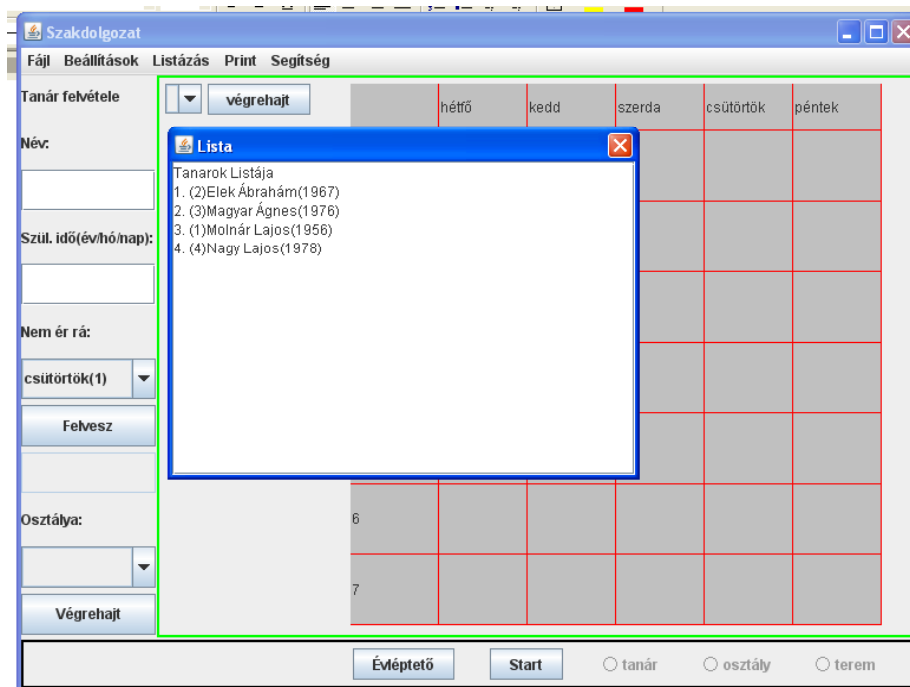 Szakdolgozat
Fájl Beállítások Listázás Print Segítség
Tanár felvétele
végrehajt
hétfő kedd szerda csütörtök péntek
Név:
Lista
Tanarok Listája
1. (2)Elek Ábrahám(1967)
2. (3)Magyar Ágnes(1976)
3. (1)Molnár Lajos(1956)
4. (4)Nagy Lajos(1978)
Szül. idő(év/hó/nap):
Nem ér rá:
csütörtök(1)
Felvesz
Osztálya:
6
7
Végrehajt
Évléptető Start tanár osztály terem